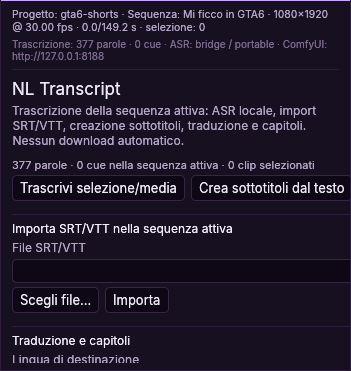 Progetto: gta6-shorts · Sequenza: Mi ficco in GTA6 · 1080×1920
@ 30.00 fps · 0.0/149.2 s · selezione: 0
Trascrizione: 377 parole · 0 cue · ASR: bridge / portable · ComfyUI:
http://127.0.0.1:8188
NL Transcript
Trascrizione della sequenza attiva: ASR locale, import
SRT/VTT, creazione sottotitoli, traduzione e capitoli.
Nessun download automatico.
377 parole · 0 cue nella sequenza attiva · 0 clip selezionati
Trascrivi selezione/media Crea sottotitoli dal testo
Importa SRT/VTT nella sequenza attiva
File SRT/VTT
Scegli file... Importa
Traduzione e capitoli
Lingua di destinazione